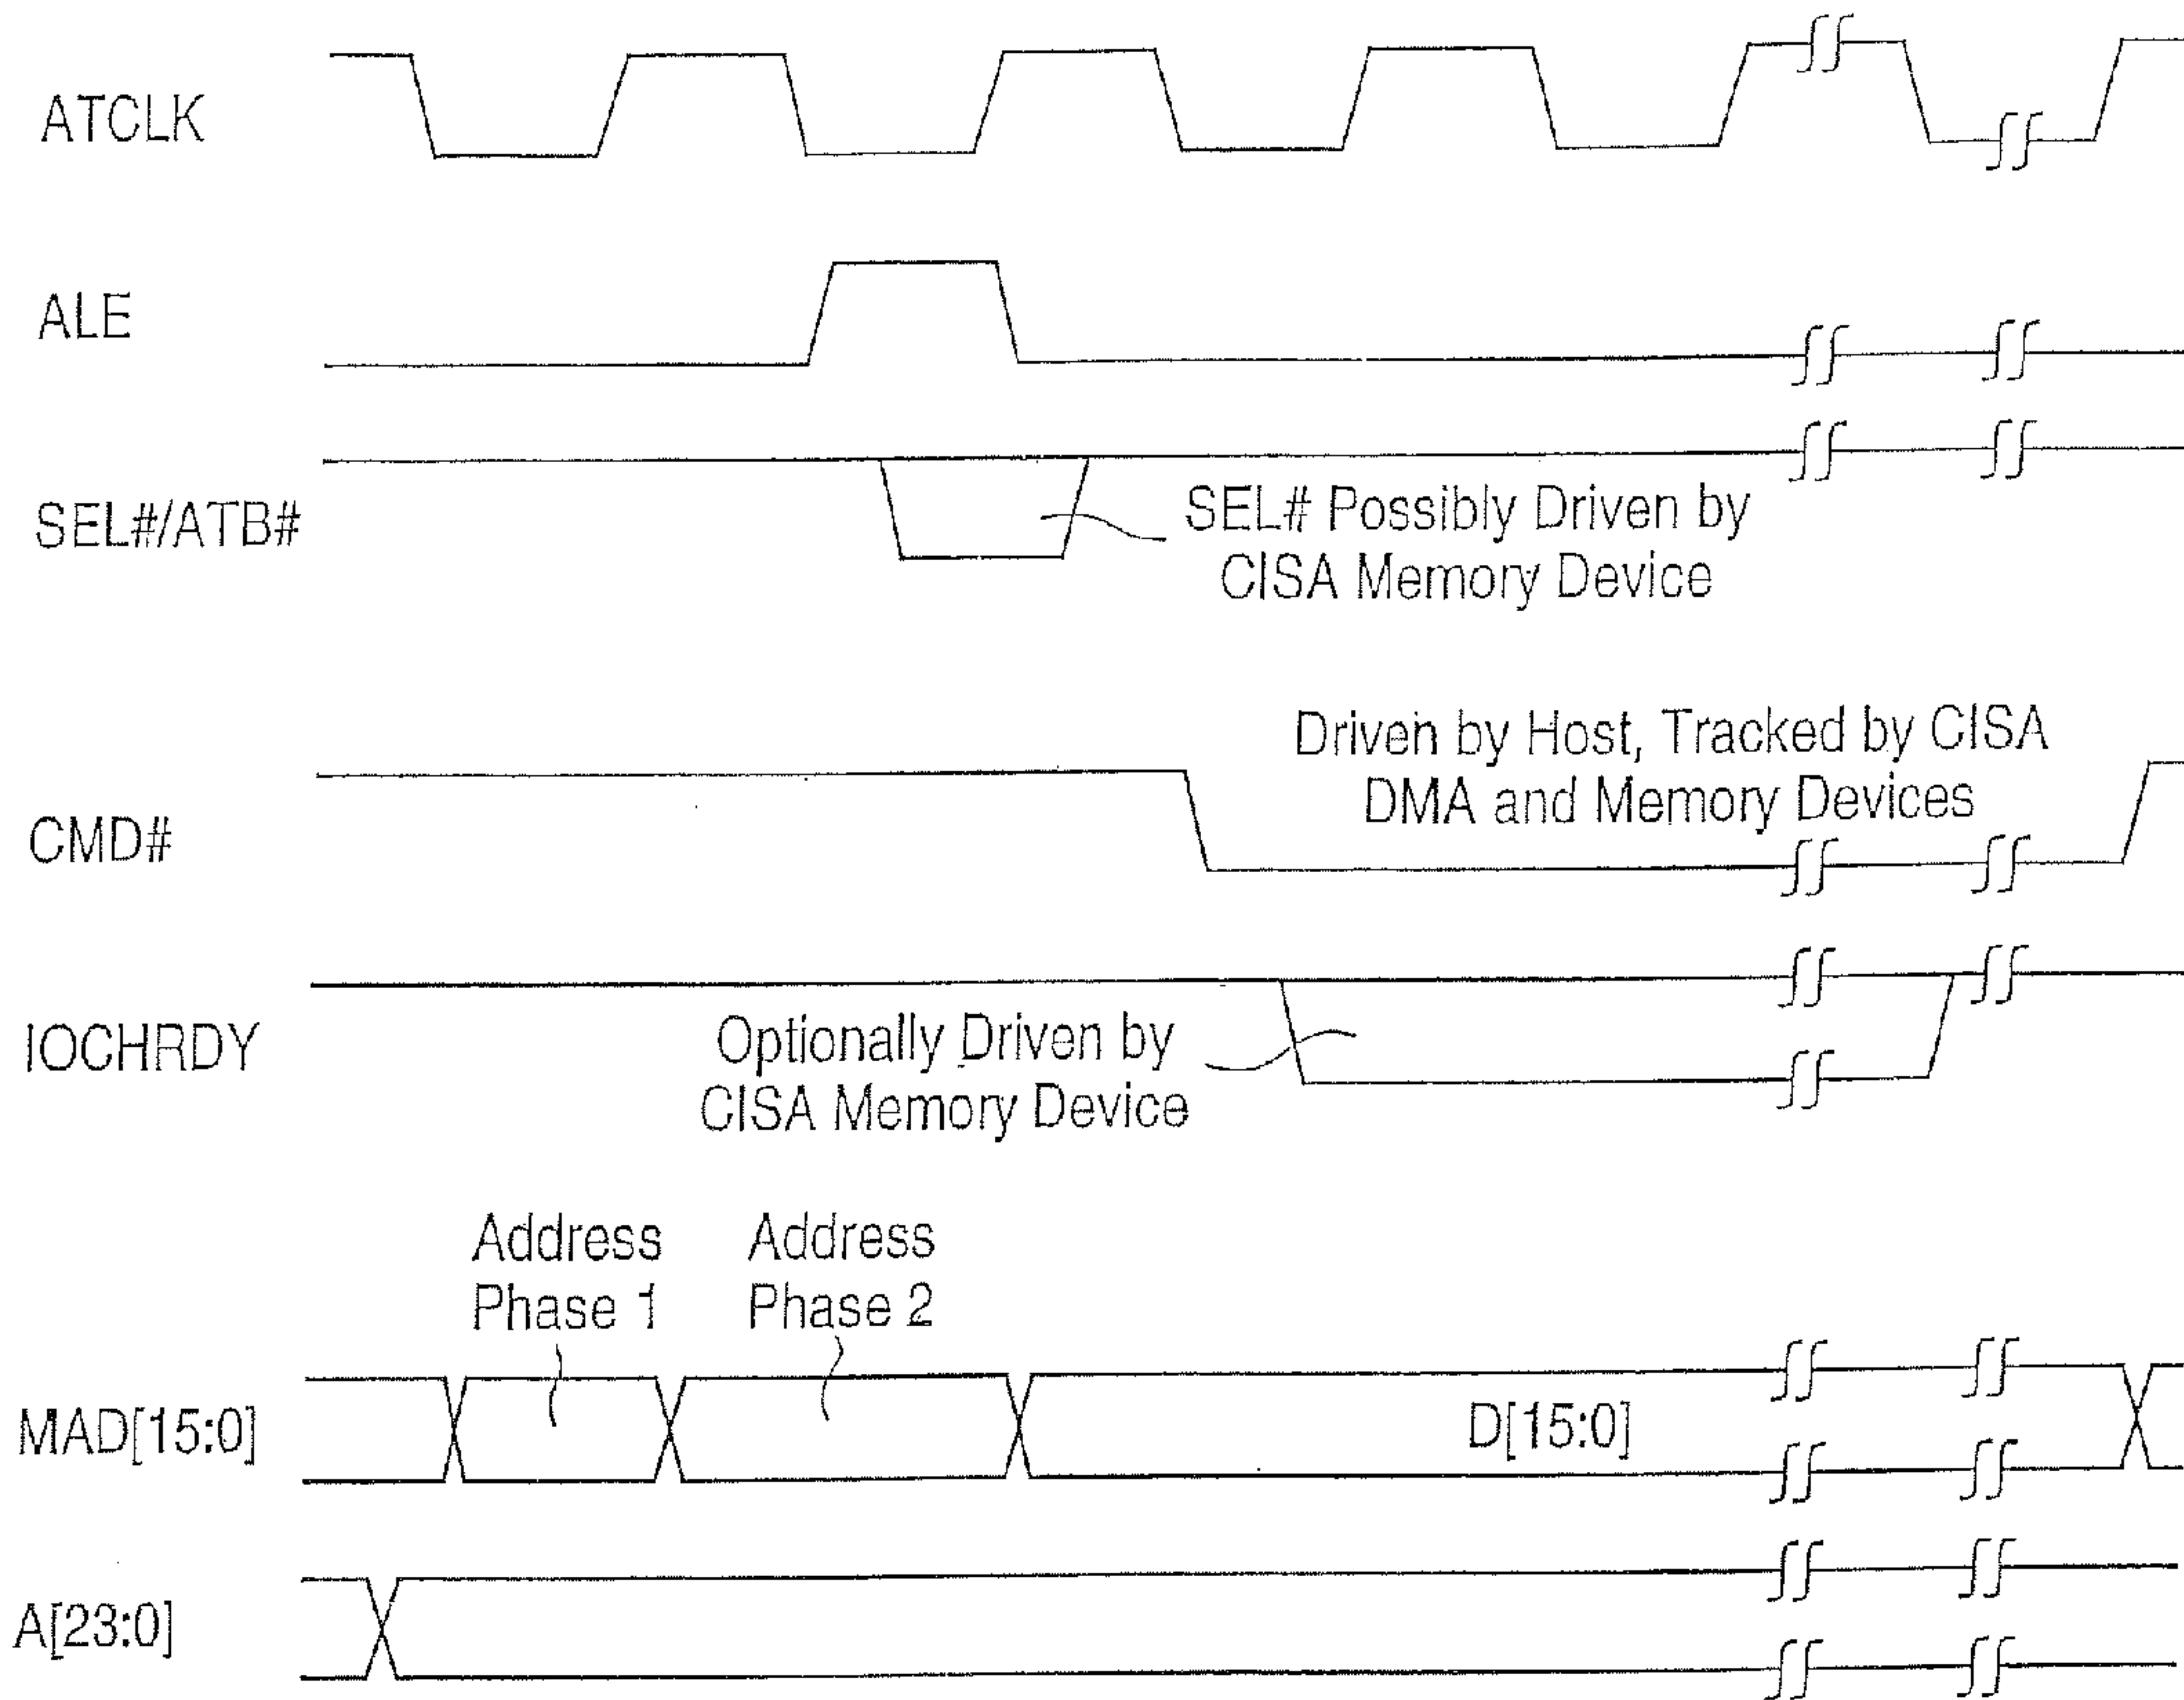 ATCLK
ALE
SEL#/ATB#
SEL# Possibly Driven by
CISA Memory Device
Driven by Host, Tracked by CISA
DMA and Memory Devices
CMD#
IOCHRDY
Optionally Driven by
CISA Memory Device
Address
Phase 1
Address
Phase 2
MAD[15:0]
D[15:0]
A[23:0]